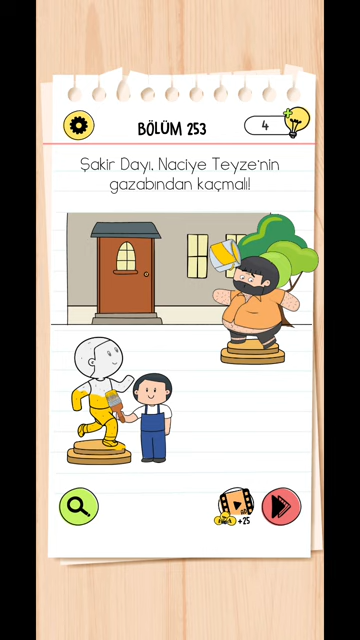 BÖLÜM 253
4
Şakir Dayı, Naciye Teyze'nin
gazabından kaçmalı!
+25